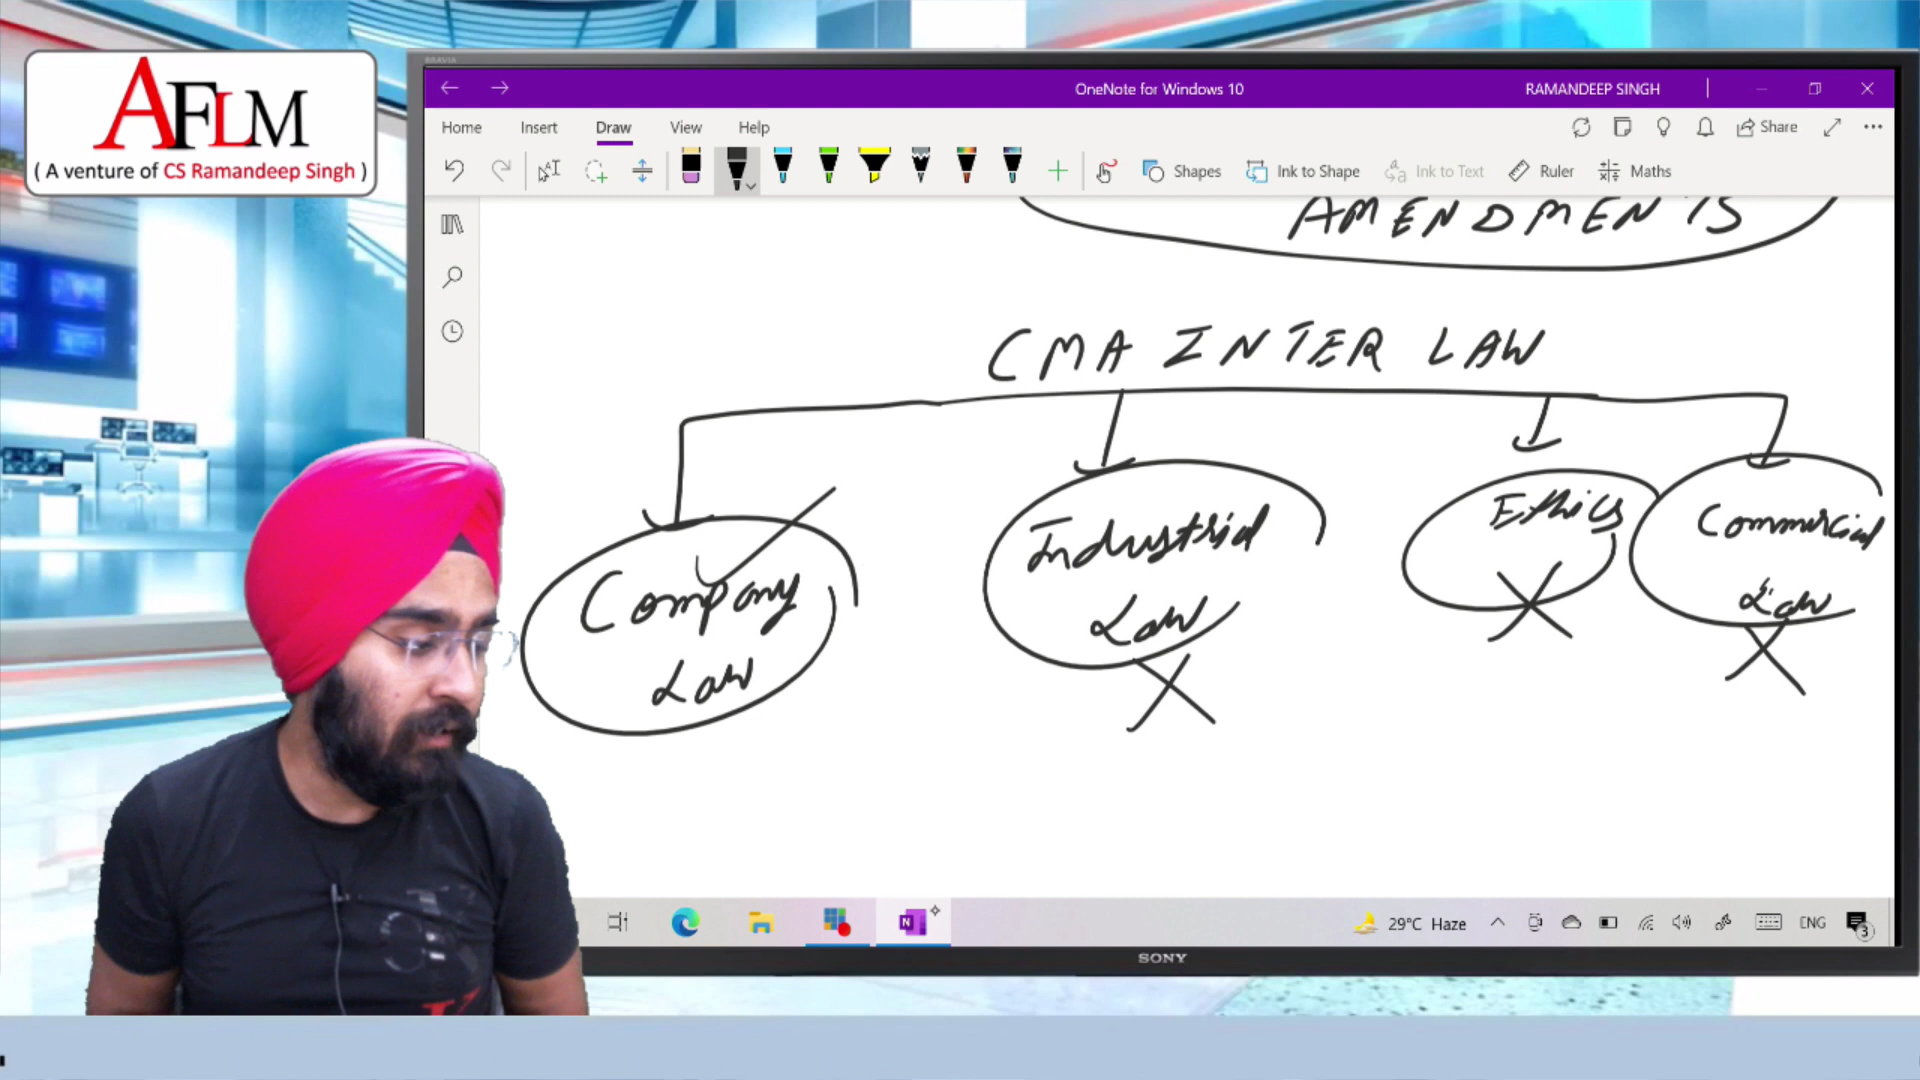 BRAVIA
AFLM
( A venture of CS Ramandeep Singh )
OneNote for Windows 10
RAMANDEEP SINGH
Home Insert Draw View Help
Share
Shapes Ink to Shape Ink to Text Ruler Maths
AMENDMENTS
CMA INTER LAW
Company Law
Industrial Law
Ethics
Commercial Law
29°C Haze
ENG
3
SONY